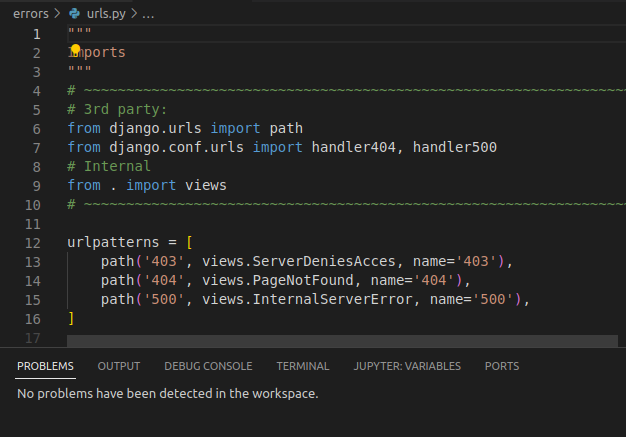 errors > urls.py > ...
1 """
2 Imports
3 """
4 # ~~~~~~~~~~~~~~~~~~~~~~~~~~~~~~~~~~~~~~~~~~~~~~~~~~~~~~~~~~~~~~~~~~
5 # 3rd party:
6 from django.urls import path
7 from django.conf.urls import handler404, handler500
8 # Internal
9 from . import views
10 # ~~~~~~~~~~~~~~~~~~~~~~~~~~~~~~~~~~~~~~~~~~~~~~~~~~~~~~~~~~~~~~~~~~
11
12 urlpatterns = [
13     path('403', views.ServerDeniesAcces, name='403'),
14     path('404', views.PageNotFound, name='404'),
15     path('500', views.InternalServerError, name='500'),
16 ]
17
PROBLEMS OUTPUT DEBUG CONSOLE TERMINAL JUPYTER: VARIABLES PORTS
No problems have been detected in the workspace.